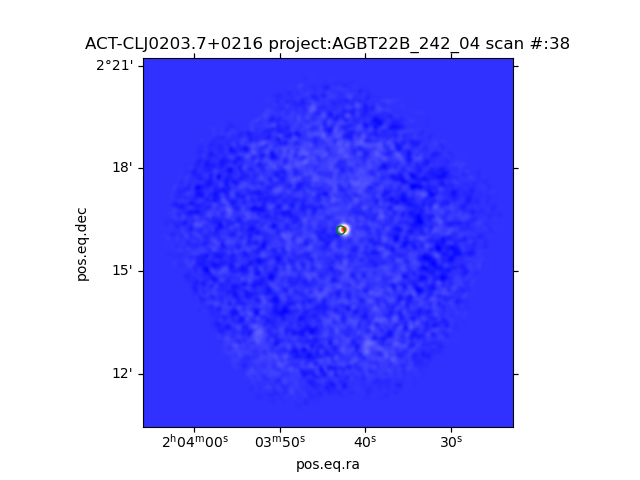 ACT-CLJ0203.7+0216 project:AGBT22B_242_04 scan #:38
2°21'
18'
15'
12'
pos.eq.dec
2ʰ04ᵐ00ˢ 03ᵐ50ˢ 40ˢ 30ˢ
pos.eq.ra